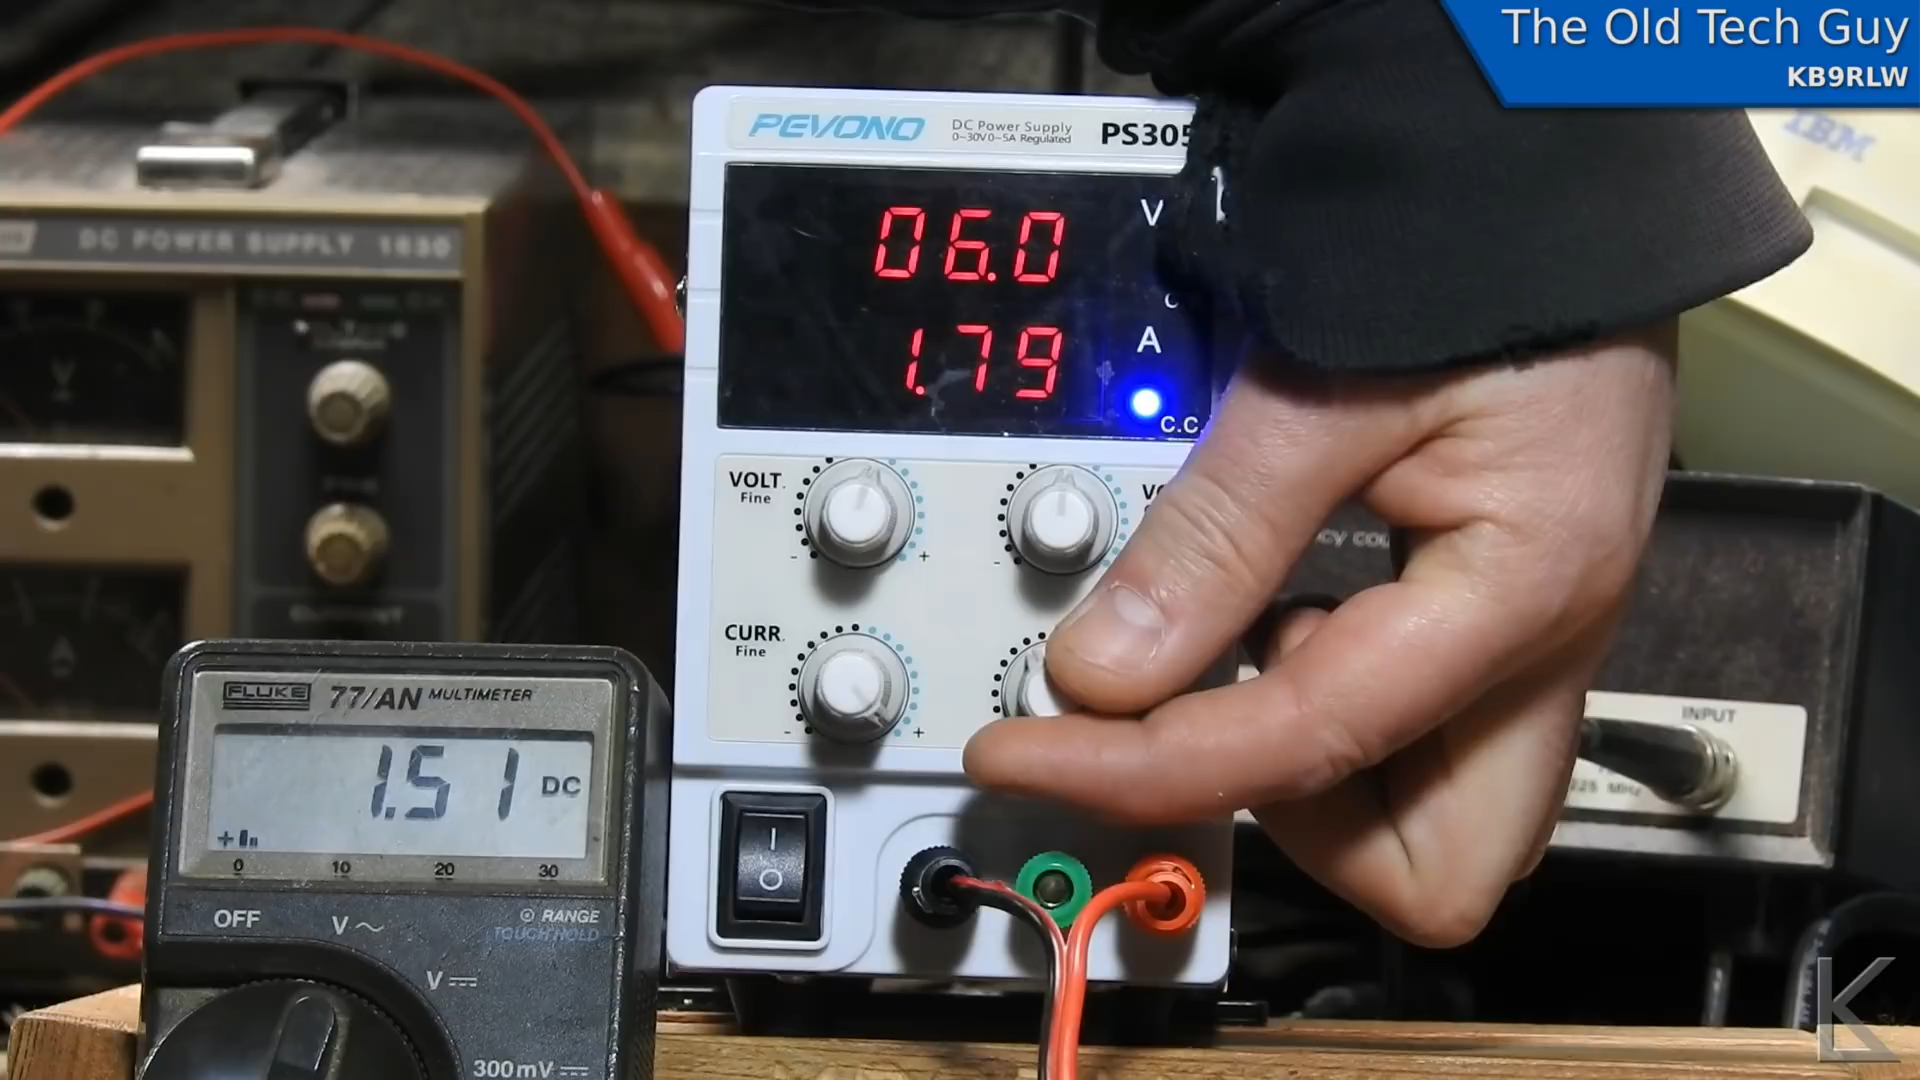 The Old Tech Guy
KB9RLW
IBM
PEVONO
DC Power Supply
0-30V0-5A Regulated
PS305
06.0
V
1.79
A
C.C.
DC POWER SUPPLY 1630
VOLT.
Fine
- +
-
CURR.
Fine
- +
FLUKE 77/AN MULTIMETER
1.51 DC
0 10 20 30
OFF
V
RANGE
TOUCH HOLD
V
300mV
INPUT
225 MHz
I
O
V
A
K